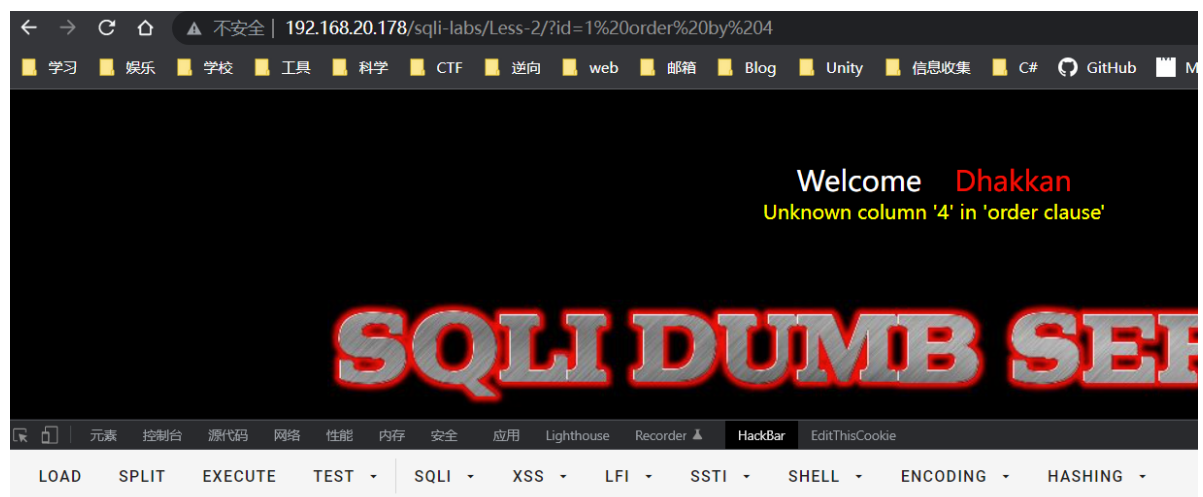 不安全 | 192.168.20.178/sqli-labs/Less-2/?id=1%20order%20by%204
学习 娱乐 学校 工具 科学 CTF 逆向 web 邮箱 Blog Unity 信息收集 C# GitHub M
Welcome Dhakkan
Unknown column '4' in 'order clause'
SQLI DUMB SER
元素 控制台 源代码 网络 性能 内存 安全 应用 Lighthouse Recorder HackBar EditThisCookie
LOAD SPLIT EXECUTE TEST SQLI XSS LFI SSTI SHELL ENCODING HASHING